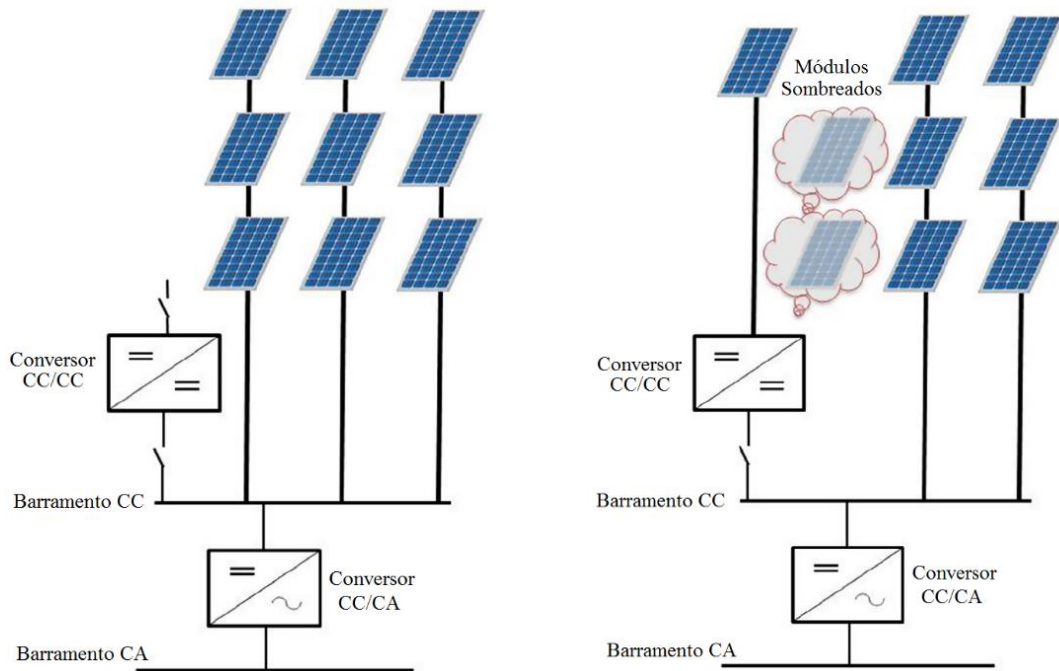 Conversor
CC/CC
Barramento CC
Conversor
CC/CA
Barramento CA
Módulos
Sombreados
Conversor
CC/CC
Barramento CC
Conversor
CC/CA
Barramento CA